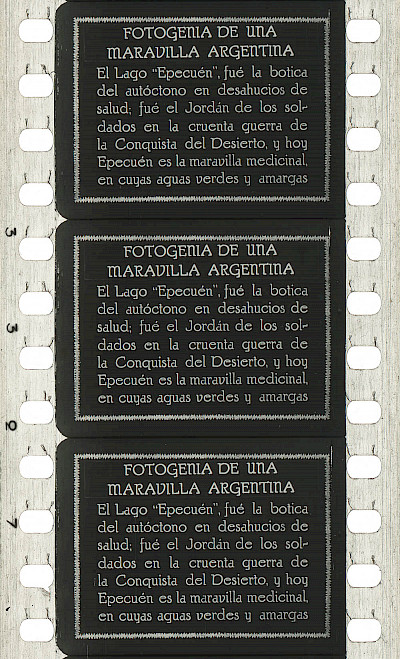 FOTOGENIA DE UNA
MARAVILLA ARGENTINA
El Lago "Epecuén", fué la botica
del autóctono en desahucios de
salud; fué el Jordán de los sol-
dados en la cruenta guerra de
la Conquista del Desierto, y hoy
Epecuén es la maravilla medicinal,
en cuyas aguas verdes y amargas
3
FOTOGENIA DE UNA
MARAVILLA ARGENTINA
El Lago "Epecuén", fué la botica
del autóctono en desahucios de
salud; fué el Jordán de los sol-
dados en la cruenta guerra de
la Conquista del Desierto, y hoy
Epecuén es la maravilla medicinal,
en cuyas aguas verdes y amargas
3
2
FOTOGENIA DE UNA
MARAVILLA ARGENTINA
El Lago "Epecuén", fué la botica
del autóctono en desahucios de
salud; fué el Jordán de los sol-
dados en la cruenta guerra de
la Conquista del Desierto, y hoy
Epecuén es la maravilla medicinal,
en cuyas aguas verdes y amargas
7